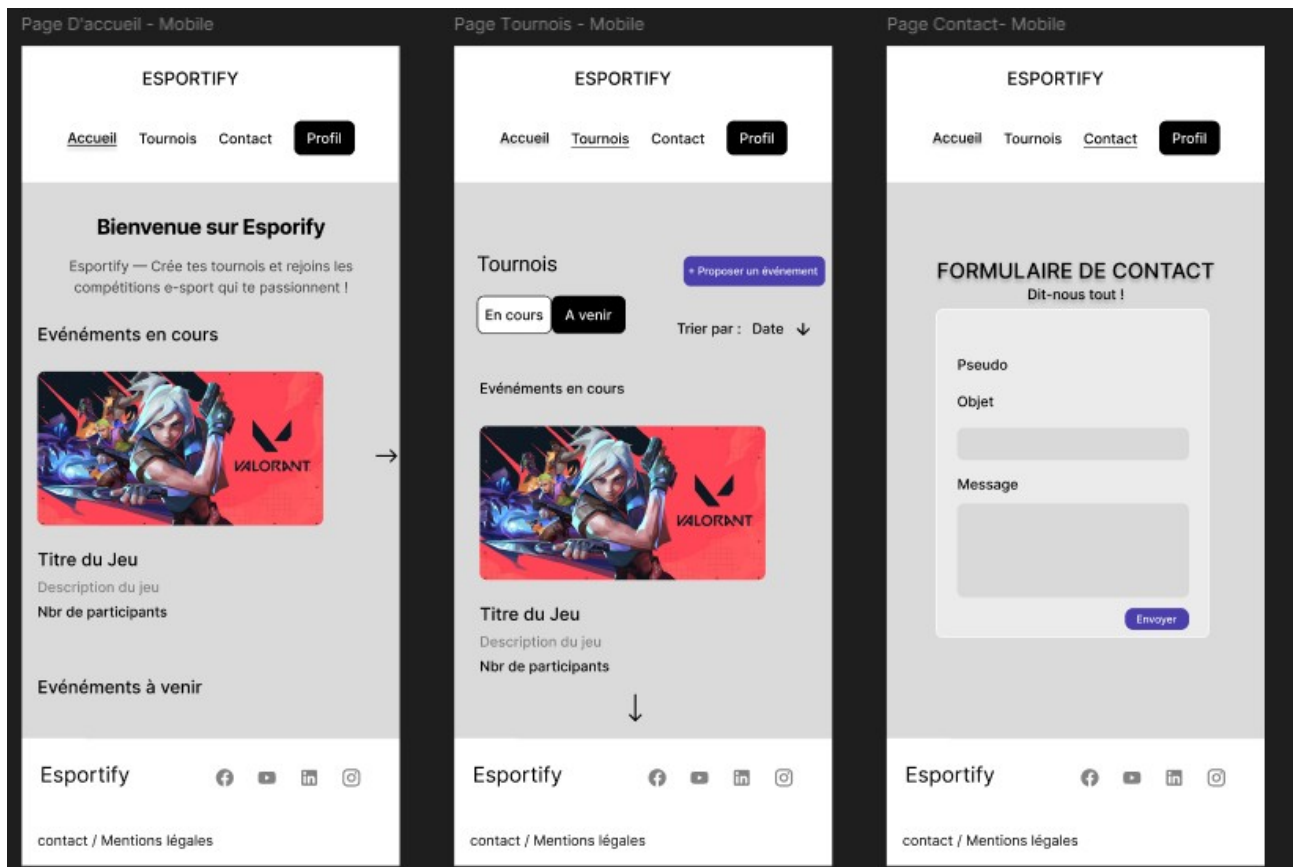 Page D'accueil - Mobile
ESPORTIFY
Accueil Tournois Contact Profil
Bienvenue sur Esporify
Esportify — Crée tes tournois et rejoins les
compétitions e-sport qui te passionnent !
Evénéments en cours
VALORANT
→
Titre du Jeu
Description du jeu
Nbr de participants
Evénéments à venir
Esportify
contact / Mentions légales
Page Tournois - Mobile
ESPORTIFY
Accueil Tournois Contact Profil
Tournois
+ Proposer un événement
En cours A venir
Trier par : Date ↓
Evénéments en cours
VALORANT
Titre du Jeu
Description du jeu
Nbr de participants
↓
Esportify
contact / Mentions légales
Page Contact- Mobile
ESPORTIFY
Accueil Tournois Contact Profil
FORMULAIRE DE CONTACT
Dit-nous tout !
Pseudo
Objet
Message
Envoyer
Esportify
contact / Mentions légales